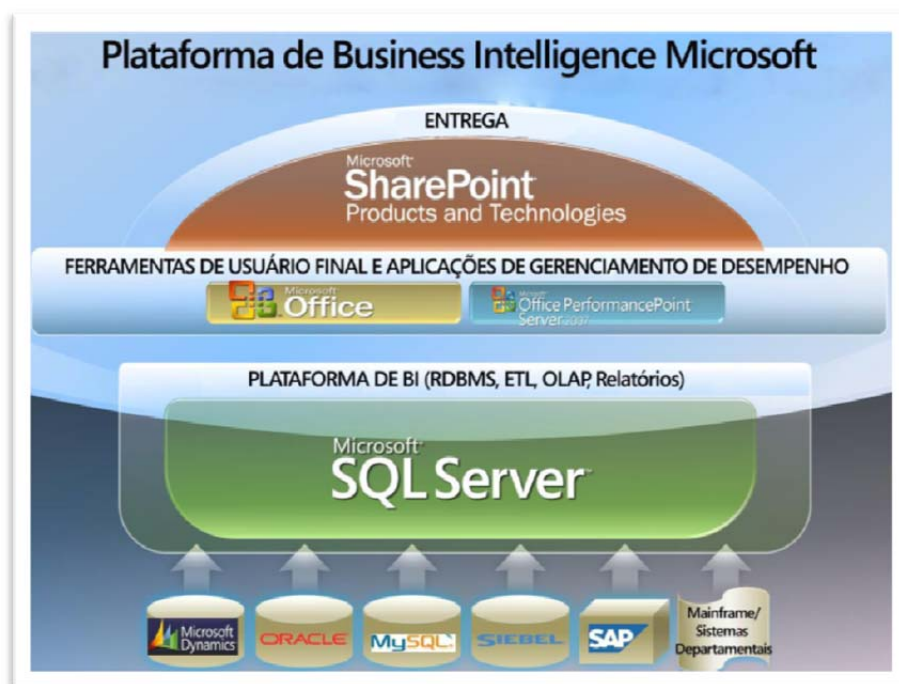 Plataforma de Business Intelligence Microsoft
ENTREGA
Microsoft
SharePoint
Products and Technologies
FERRAMENTAS DE USUÁRIO FINAL E APLICAÇÕES DE GERENCIAMENTO DE DESEMPENHO
Microsoft
Office
Microsoft
Office PerformancePoint
Server 2007
PLATAFORMA DE BI (RDBMS, ETL, OLAP, Relatórios)
Microsoft
SQL Server
Microsoft
Dynamics
ORACLE
MySQL
SIEBEL
SAP
Mainframe/
Sistemas
Departamentais